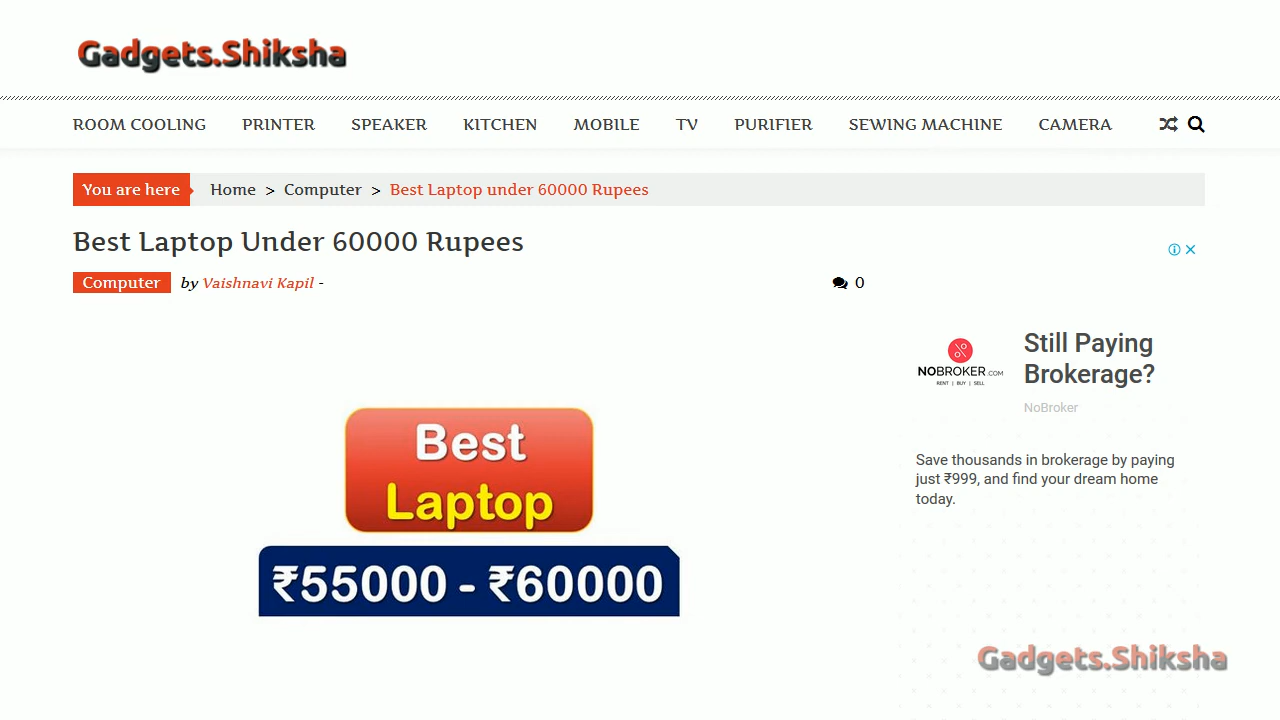 Gadgets.Shiksha
ROOM COOLING PRINTER SPEAKER KITCHEN MOBILE TV PURIFIER SEWING MACHINE CAMERA
You are here Home > Computer > Best Laptop under 60000 Rupees
Best Laptop Under 60000 Rupees
Computer by Vaishnavi Kapil - 0
Best
Laptop
₹55000 - ₹60000
NOBROKER.COM
RENT | BUY | SELL
Still Paying
Brokerage?
NoBroker
Save thousands in brokerage by paying
just ₹999, and find your dream home
today.
Gadgets.Shiksha